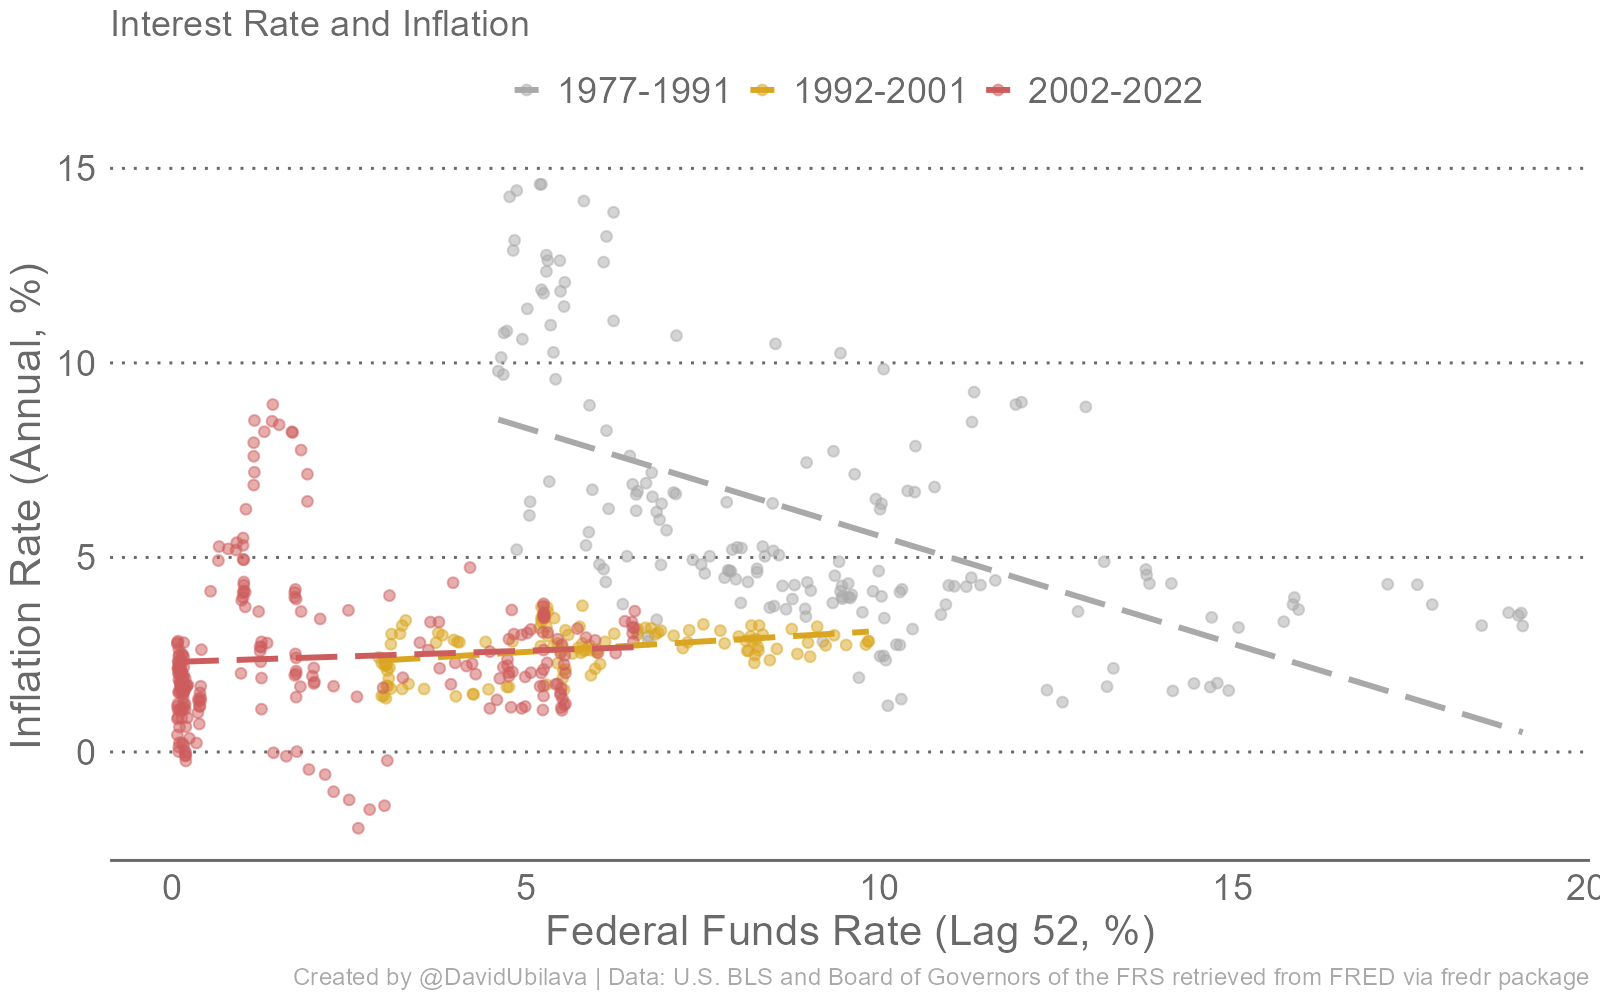 Interest Rate and Inflation
1977-1991 1992-2001 2002-2022
15
10
5
0
Inflation Rate (Annual, %)
0 5 10 15 20
Federal Funds Rate (Lag 52, %)
Created by @DavidUbilava | Data: U.S. BLS and Board of Governors of the FRS retrieved from FRED via fredr package